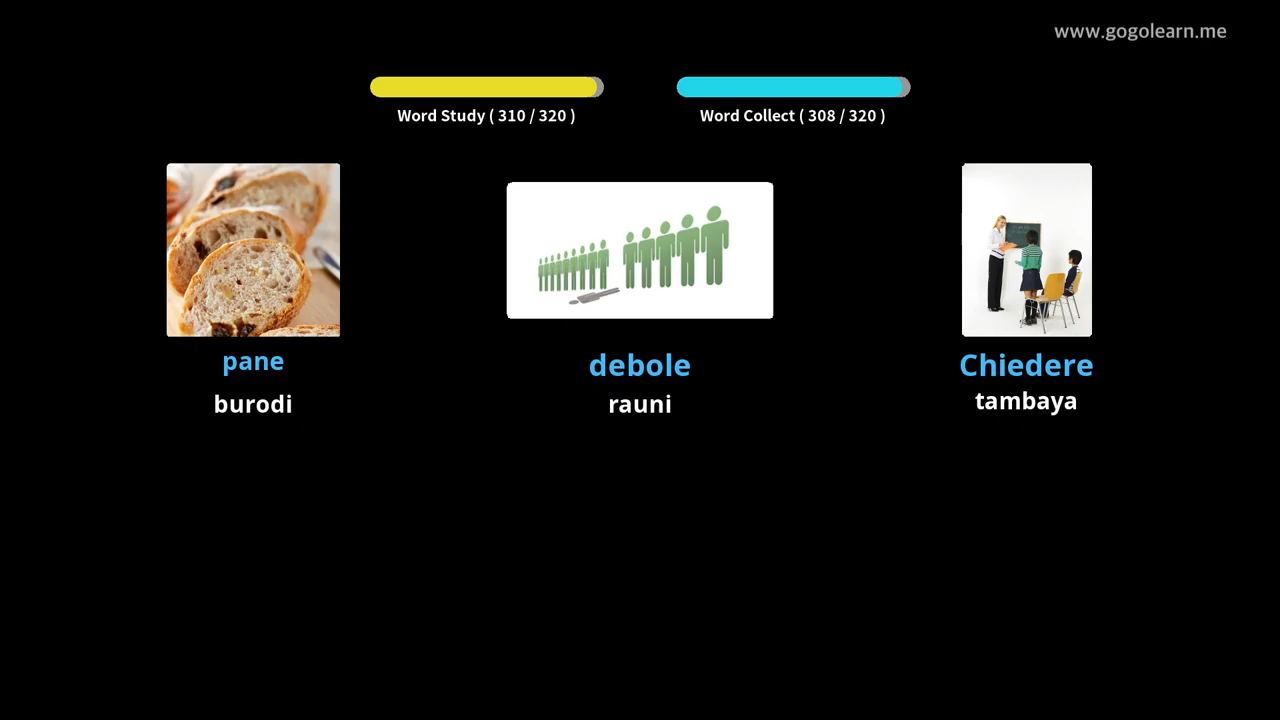 www.gogolearn.me
Word Study ( 310 / 320 )
Word Collect ( 308 / 320 )
pane
debole
Chiedere
burodi
rauni
tambaya